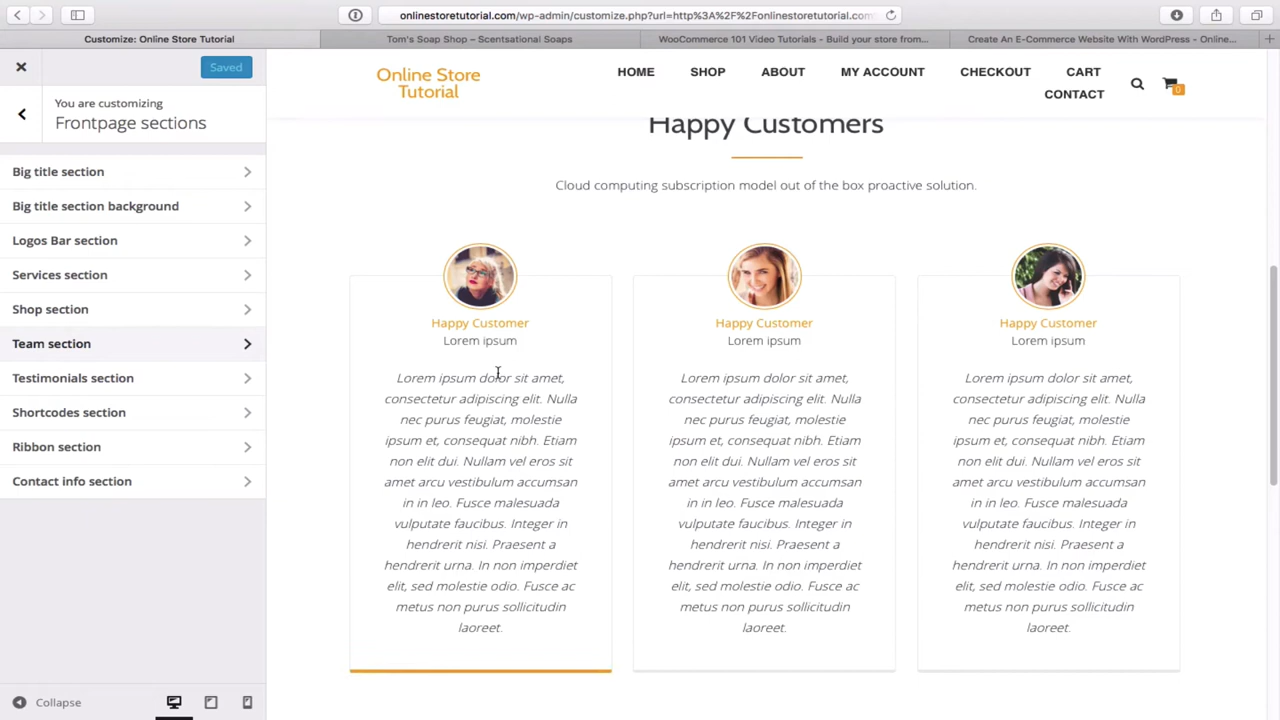 onlinestoretutorial.com/wp-admin/customize.php?url=http%3A%2F%2Fonlinestoretutorial.com
Customize: Online Store Tutorial
Tom's Soap Shop – Scentsational Soaps
WooCommerce 101 Video Tutorials - Build your store from...
Create An E-Commerce Website With WordPress - Online...
Saved
You are customizing
Frontpage sections
Big title section
Big title section background
Logos Bar section
Services section
Shop section
Team section
Testimonials section
Shortcodes section
Ribbon section
Contact info section
Collapse
Online Store
Tutorial
HOME
SHOP
ABOUT
MY ACCOUNT
CHECKOUT
CART
CONTACT
0
Happy Customers
Cloud computing subscription model out of the box proactive solution.
Happy Customer
Lorem ipsum
Lorem ipsum dolor sit amet,
consectetur adipiscing elit. Nulla
nec purus feugiat, molestie
ipsum et, consequat nibh. Etiam
non elit dui. Nullam vel eros sit
amet arcu vestibulum accumsan
in in leo. Fusce malesuada
vulputate faucibus. Integer in
hendrerit nisi. Praesent a
hendrerit urna. In non imperdiet
elit, sed molestie odio. Fusce ac
metus non purus sollicitudin
laoreet.
Happy Customer
Lorem ipsum
Lorem ipsum dolor sit amet,
consectetur adipiscing elit. Nulla
nec purus feugiat, molestie
ipsum et, consequat nibh. Etiam
non elit dui. Nullam vel eros sit
amet arcu vestibulum accumsan
in in leo. Fusce malesuada
vulputate faucibus. Integer in
hendrerit nisi. Praesent a
hendrerit urna. In non imperdiet
elit, sed molestie odio. Fusce ac
metus non purus sollicitudin
laoreet.
Happy Customer
Lorem ipsum
Lorem ipsum dolor sit amet,
consectetur adipiscing elit. Nulla
nec purus feugiat, molestie
ipsum et, consequat nibh. Etiam
non elit dui. Nullam vel eros sit
amet arcu vestibulum accumsan
in in leo. Fusce malesuada
vulputate faucibus. Integer in
hendrerit nisi. Praesent a
hendrerit urna. In non imperdiet
elit, sed molestie odio. Fusce ac
metus non purus sollicitudin
laoreet.